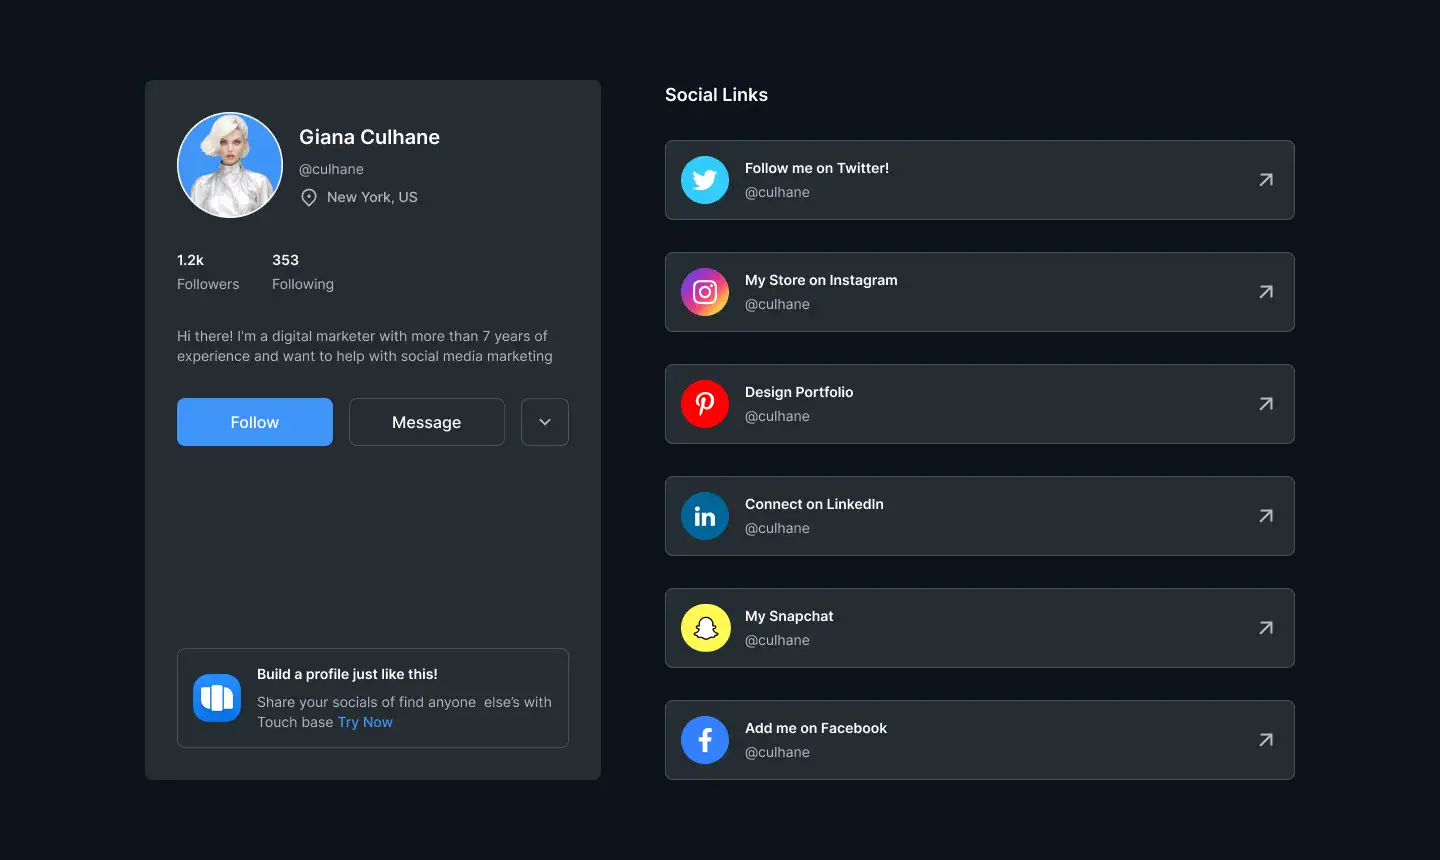 Giana Culhane
@culhane
New York, US
1.2k
Followers
353
Following
Hi there! I'm a digital marketer with more than 7 years of
experience and want to help with social media marketing
Follow
Message
Build a profile just like this!
Share your socials of find anyone  else’s with
Touch base Try Now
Social Links
Follow me on Twitter!
@culhane
My Store on Instagram
@culhane
Design Portfolio
@culhane
in
Connect on LinkedIn
@culhane
My Snapchat
@culhane
Add me on Facebook
@culhane